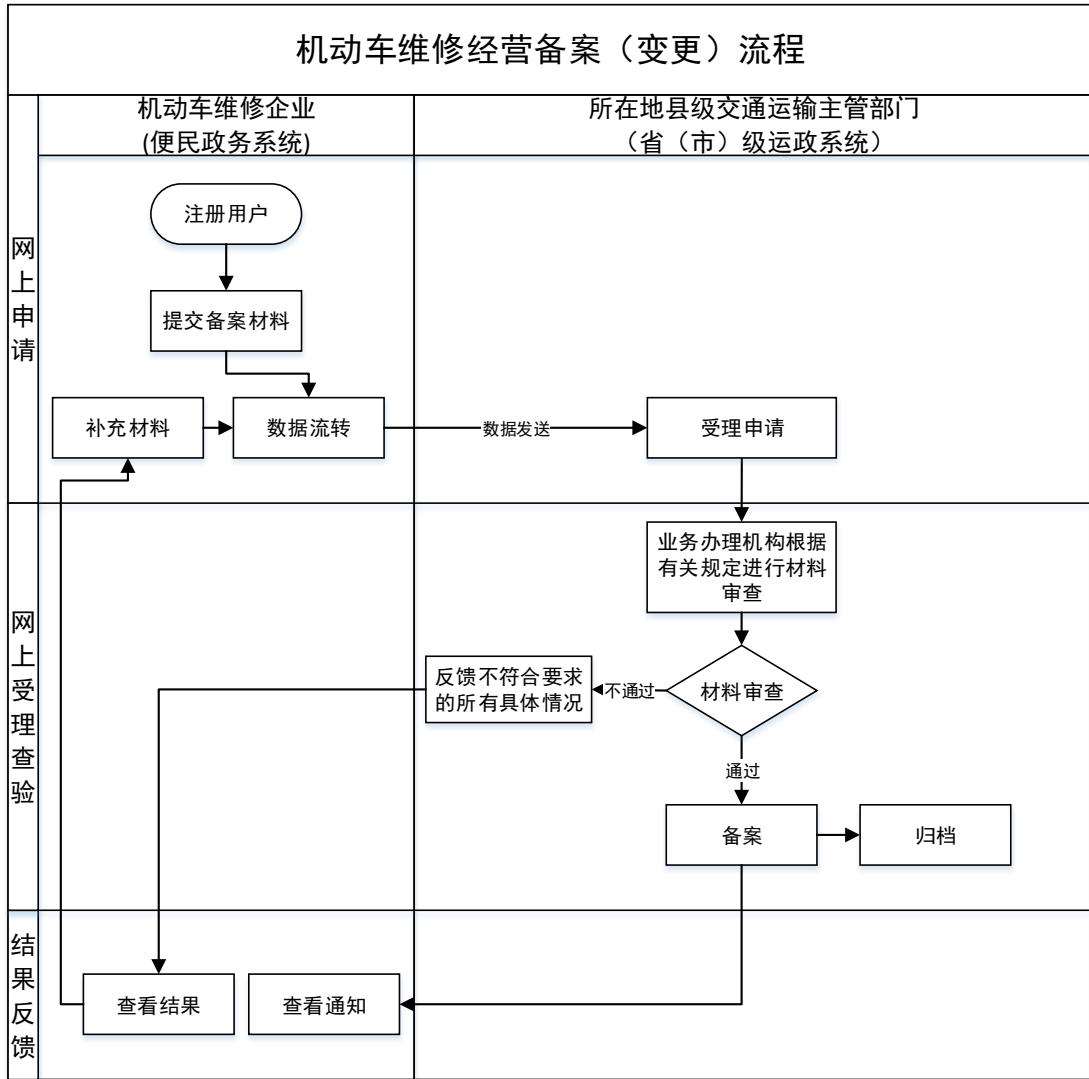 机动车维修经营备案（变更）流程
机动车维修企业
(便民政务系统)
所在地县级交通运输主管部门
（省（市）级运政系统）
网上申请
注册用户
提交备案材料
补充材料
数据流转
数据发送
受理申请
网上受理查验
业务办理机构根据
有关规定进行材料
审查
反馈不符合要求
的所有具体情况
不通过
材料审查
通过
备案
归档
结果反馈
查看结果
查看通知